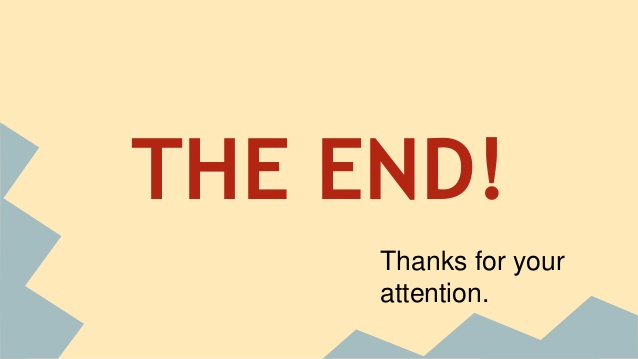 THE END!
Thanks for your
attention.